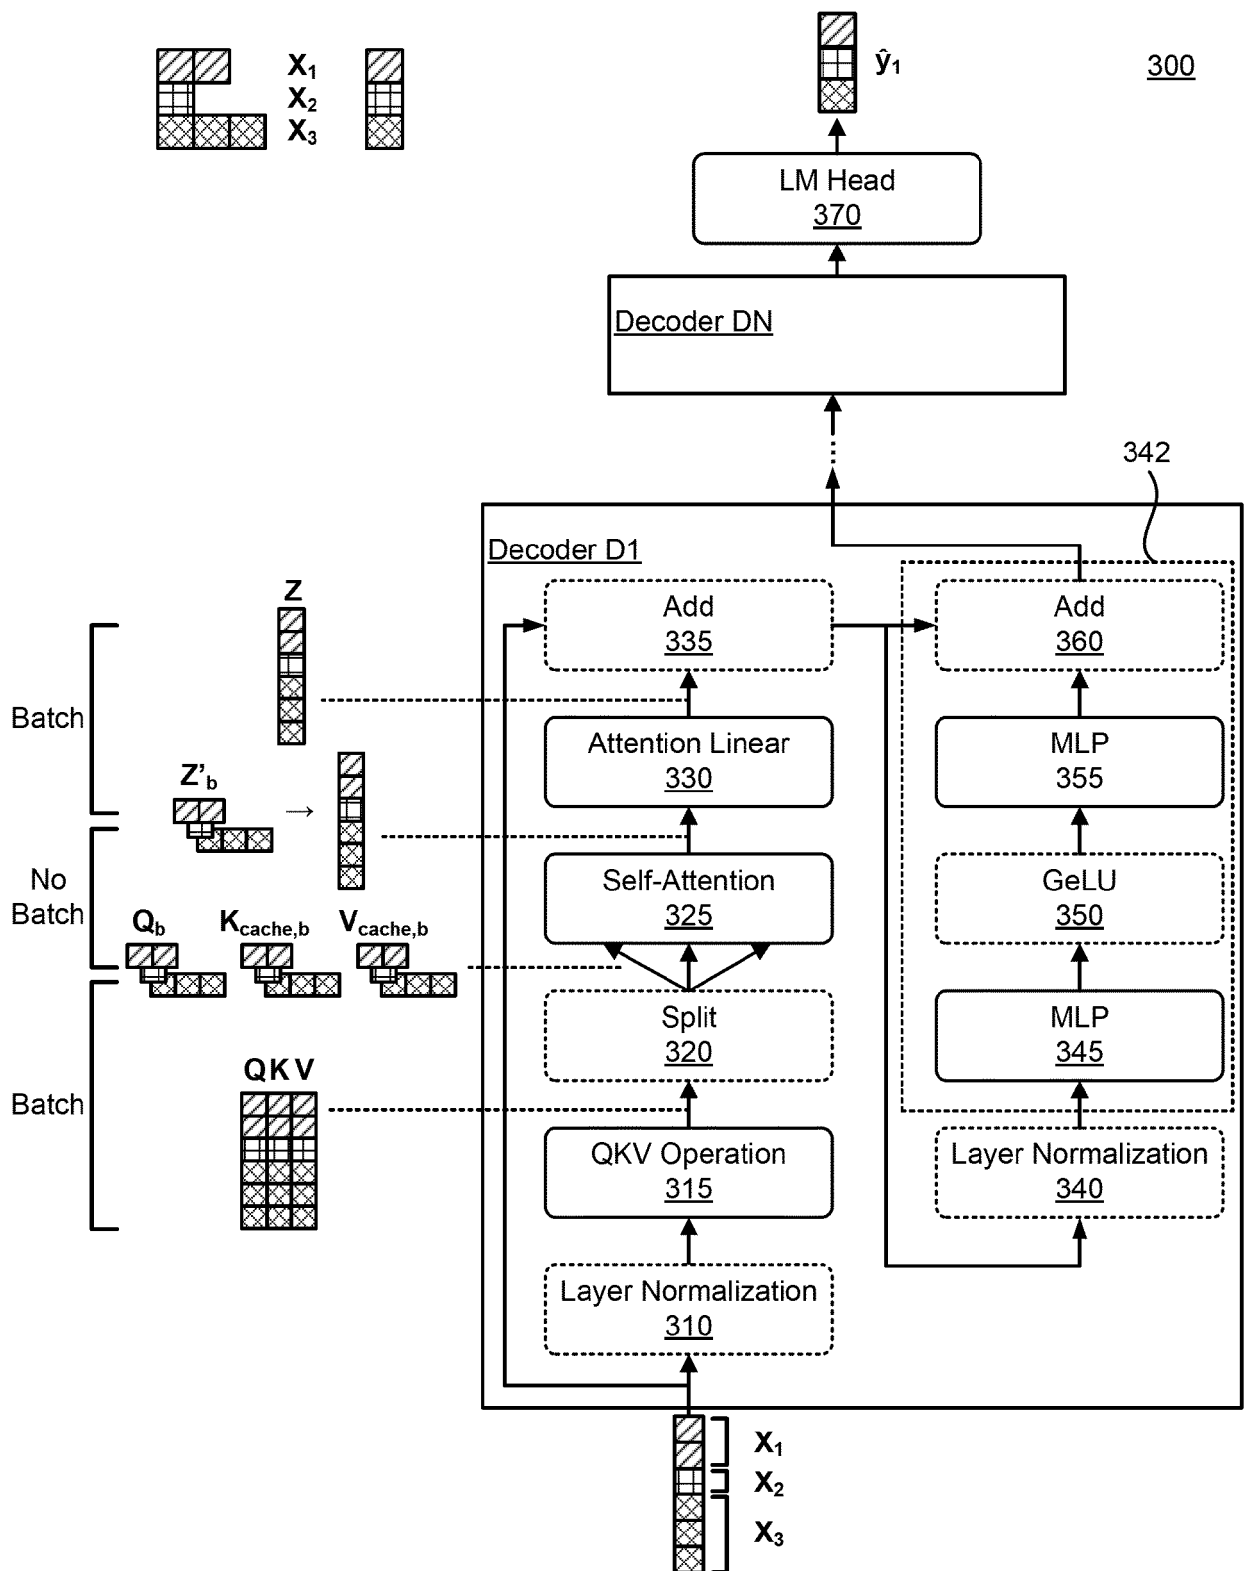 X₁
X₂
X₃
ŷ₁
300
LM Head
370
Decoder DN
342
Decoder D1
Z
Add
335
Add
360
Batch
Attention Linear
330
MLP
355
Z'b →
No
Batch
Self-Attention
325
GeLU
350
Qb Kcache,b Vcache,b
Split
320
MLP
345
Batch
Q K V
QKV Operation
315
Layer Normalization
340
Layer Normalization
310
X₁
X₂
X₃